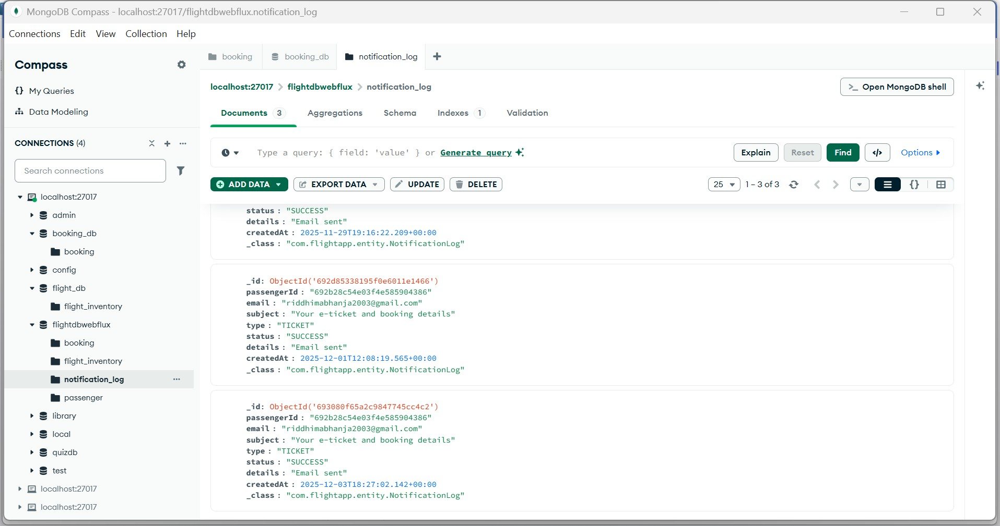 MongoDB Compass - localhost:27017/flightdbwebflux.notification_log
Connections Edit View Collection Help
Compass
My Queries
Data Modeling
CONNECTIONS (4)
Search connections
localhost:27017
admin
booking_db
booking
config
flight_db
flight_inventory
flightdbwebflux
booking
flight_inventory
notification_log
passenger
library
local
quizdb
test
localhost:27017
localhost:27017
booking booking_db notification_log
localhost:27017 flightdbwebflux notification_log
>_ Open MongoDB shell
Documents 3 Aggregations Schema Indexes 1 Validation
Type a query: { field: 'value' } or Generate query
Explain Reset Find </> Options
ADD DATA EXPORT DATA UPDATE DELETE
25 1 – 3 of 3 {}
status : "SUCCESS"
details : "Email sent"
createdAt : 2025-11-29T19:16:22.209+00:00
_class : "com.flightapp.entity.NotificationLog"
_id: ObjectId('692d85338195f0e6011e1466')
passengerId : "692b28c54e03f4e585904386"
email : "riddhimabhanja2003@gmail.com"
subject : "Your e-ticket and booking details"
type : "TICKET"
status : "SUCCESS"
details : "Email sent"
createdAt : 2025-12-01T12:08:19.565+00:00
_class : "com.flightapp.entity.NotificationLog"
_id: ObjectId('693080f65a2c9847745cc4c2')
passengerId : "692b28c54e03f4e585904386"
email : "riddhimabhanja2003@gmail.com"
subject : "Your e-ticket and booking details"
type : "TICKET"
status : "SUCCESS"
details : "Email sent"
createdAt : 2025-12-03T18:27:02.142+00:00
_class : "com.flightapp.entity.NotificationLog"